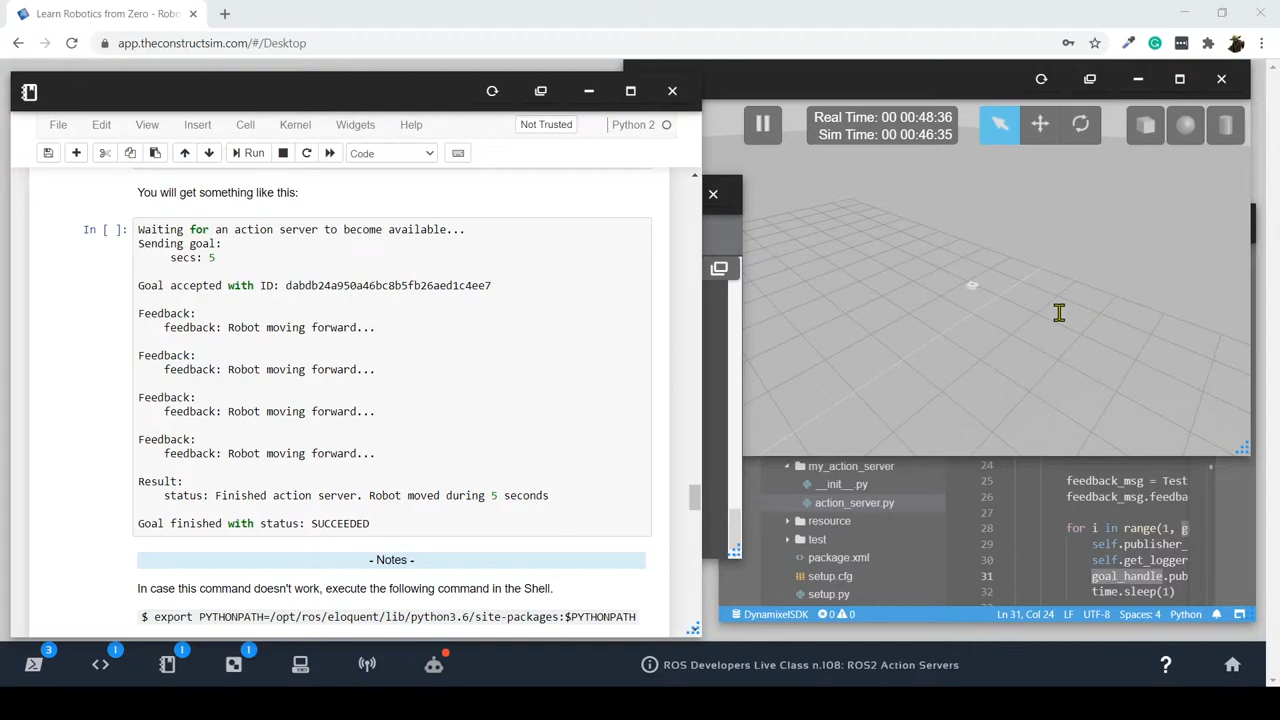 Learn Robotics from Zero - Robo
app.theconstructsim.com/#/Desktop
File Edit View Insert Cell Kernel Widgets Help Not Trusted Python 2
Run Code
You will get something like this:
In [ ]:
Waiting for an action server to become available...
Sending goal:
secs: 5
Goal accepted with ID: dabdb24a950a46bc8b5fb26aed1c4ee7
Feedback:
feedback: Robot moving forward...
Feedback:
feedback: Robot moving forward...
Feedback:
feedback: Robot moving forward...
Feedback:
feedback: Robot moving forward...
Result:
status: Finished action server. Robot moved during 5 seconds
Goal finished with status: SUCCEEDED
- Notes -
In case this command doesn't work, execute the following command in the Shell.
$ export PYTHONPATH=/opt/ros/eloquent/lib/python3.6/site-packages:$PYTHONPATH
Real Time: 00 00:48:36
Sim Time: 00 00:46:35
my_action_server
__init__.py
action_server.py
resource
test
package.xml
setup.cfg
setup.py
24
25 feedback_msg = Test
26 feedback_msg.feedba
27
28 for i in range(1, g
29 self.publisher_
30 self.get_logger
31 goal_handle.pub
32 time.sleep(1)
DynamixelSDK 0 0 Ln 31, Col 24 LF UTF-8 Spaces: 4 Python
3 1 1 1
ROS Developers Live Class n.108: ROS2 Action Servers
?